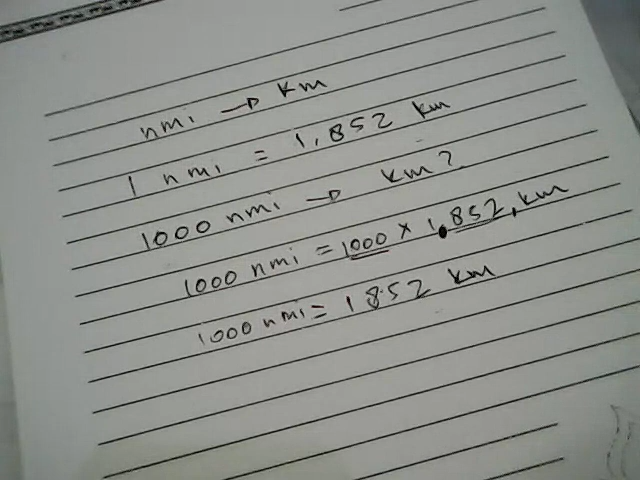 nmi → km
1 nmi = 1,852 km
1000 nmi → km?
1000 nmi = 1000 × 1,852, km
1000 nmi = 1852 km